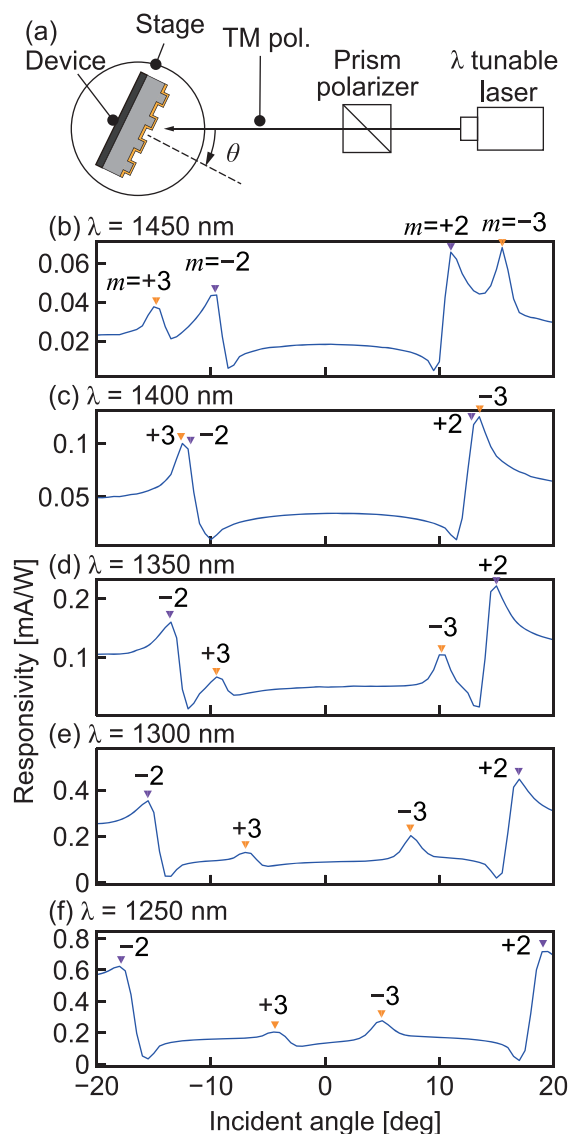 (a)
Stage
Device
TM pol.
Prism
polarizer
λ tunable
laser
θ
(b) λ = 1450 nm
m=+3
m=−2
m=+2
m=−3
0.06
0.04
0.02
(c) λ = 1400 nm
+3
−2
+2
−3
0.1
0.05
(d) λ = 1350 nm
−2
+3
−3
+2
0.2
0.1
(e) λ = 1300 nm
−2
+3
−3
+2
0.4
0.2
0
(f) λ = 1250 nm
−2
+3
−3
+2
0.8
0.6
0.4
0.2
0
−20
−10
0
10
20
Incident angle [deg]
Responsivity [mA/W]